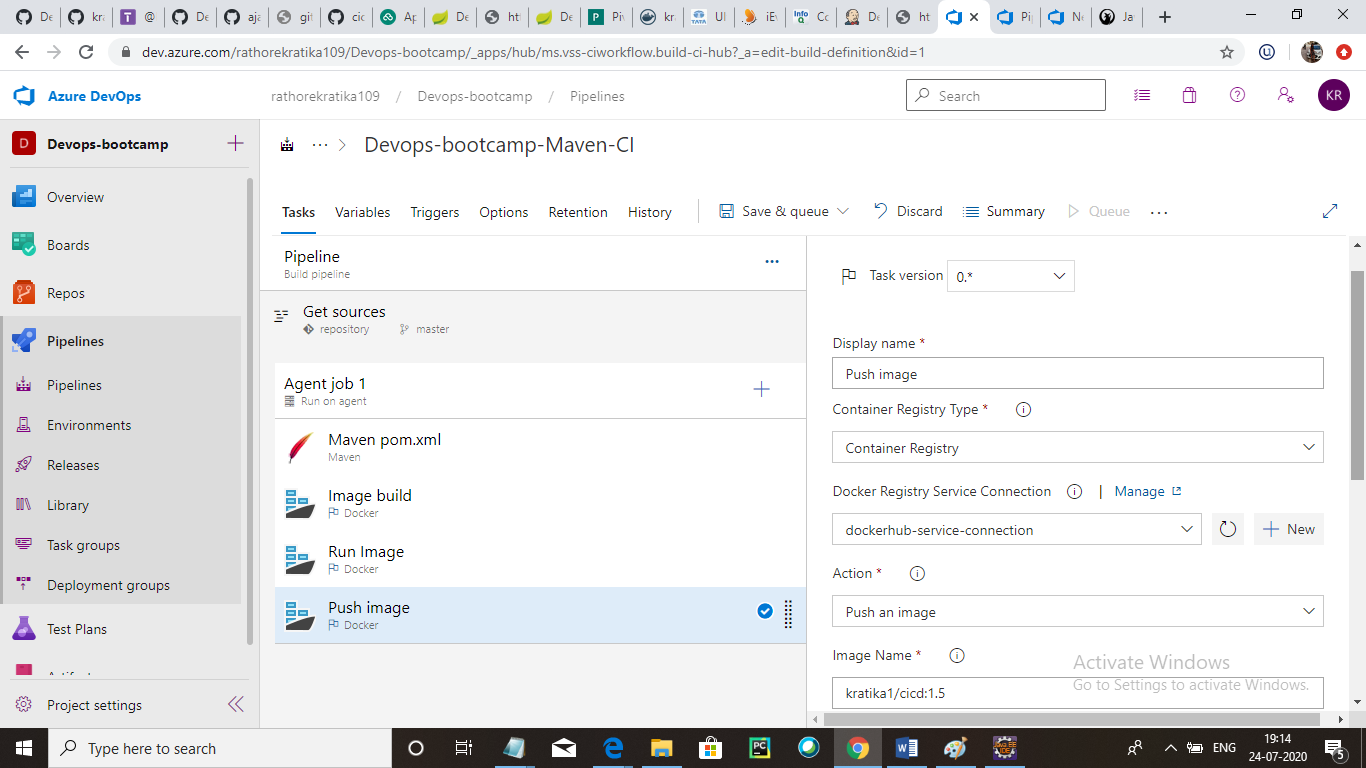 De
kra
T @
De
aja
git
cic
Ap
De
htt
De
Piv
kra
TATA UI
iEv
InfoQ Co
De
htt
Pip
Ne
Ja
dev.azure.com/rathorekratika109/Devops-bootcamp/_apps/hub/ms.vss-ciworkflow.build-ci-hub?_a=edit-build-definition&id=1
Azure DevOps
rathorekratika109 / Devops-bootcamp / Pipelines
Search
KR
D Devops-bootcamp
Devops-bootcamp-Maven-CI
Overview
Boards
Repos
Pipelines
Pipelines
Environments
Releases
Library
Task groups
Deployment groups
Test Plans
Project settings
Tasks Variables Triggers Options Retention History Save & queue Discard Summary Queue
Pipeline
Build pipeline
Get sources
repository master
Agent job 1
Run on agent
Maven pom.xml
Maven
Image build
Docker
Run Image
Docker
Push image
Docker
Task version 0.*
Display name *
Push image
Container Registry Type *
Container Registry
Docker Registry Service Connection | Manage
dockerhub-service-connection
New
Action *
Push an image
Image Name *
kratika1/cicd:1.5
Activate Windows
Go to Settings to activate Windows.
Type here to search
ENG
19:14
24-07-2020
5